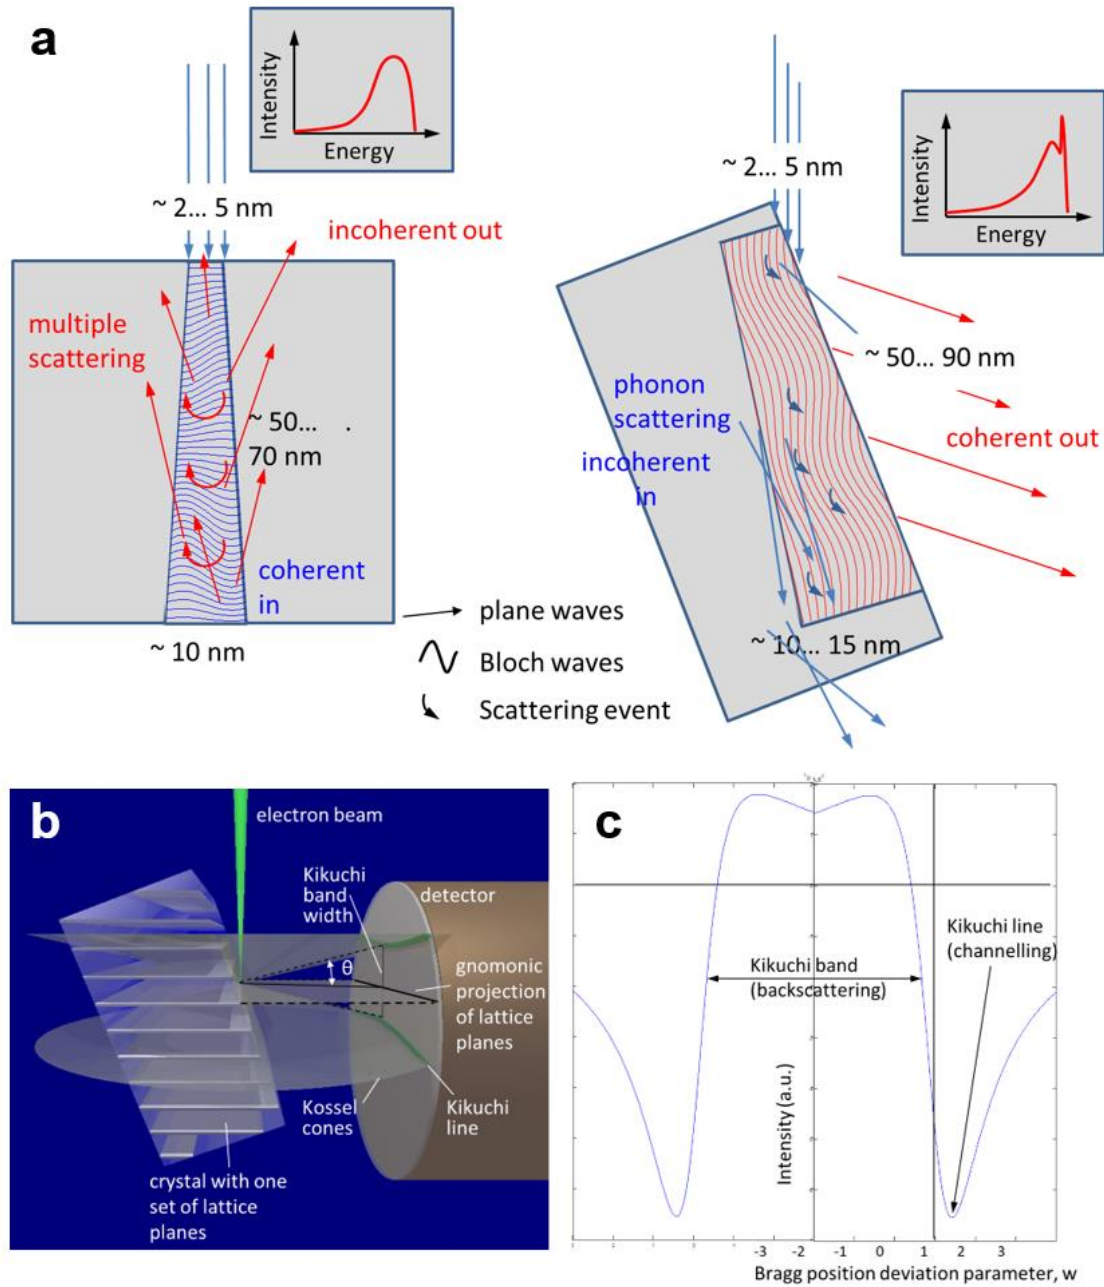 a
Intensity
Energy
~ 2... 5 nm
incoherent out
multiple
scattering
~ 50... .
70 nm
coherent
in
~ 10 nm
plane waves
Bloch waves
Scattering event
~ 2... 5 nm
Intensity
Energy
~ 50... 90 nm
phonon
scattering
incoherent
in
coherent out
~ 10... 15 nm
b
electron beam
Kikuchi
band
width
detector
θ
gnomonic
projection
of lattice
planes
Kossel
cones
Kikuchi
line
crystal with one
set of lattice
planes
c
Kikuchi line
(channelling)
Kikuchi band
(backscattering)
Intensity (a.u.)
-3 -2 -1 0 1 2 3
Bragg position deviation parameter, w